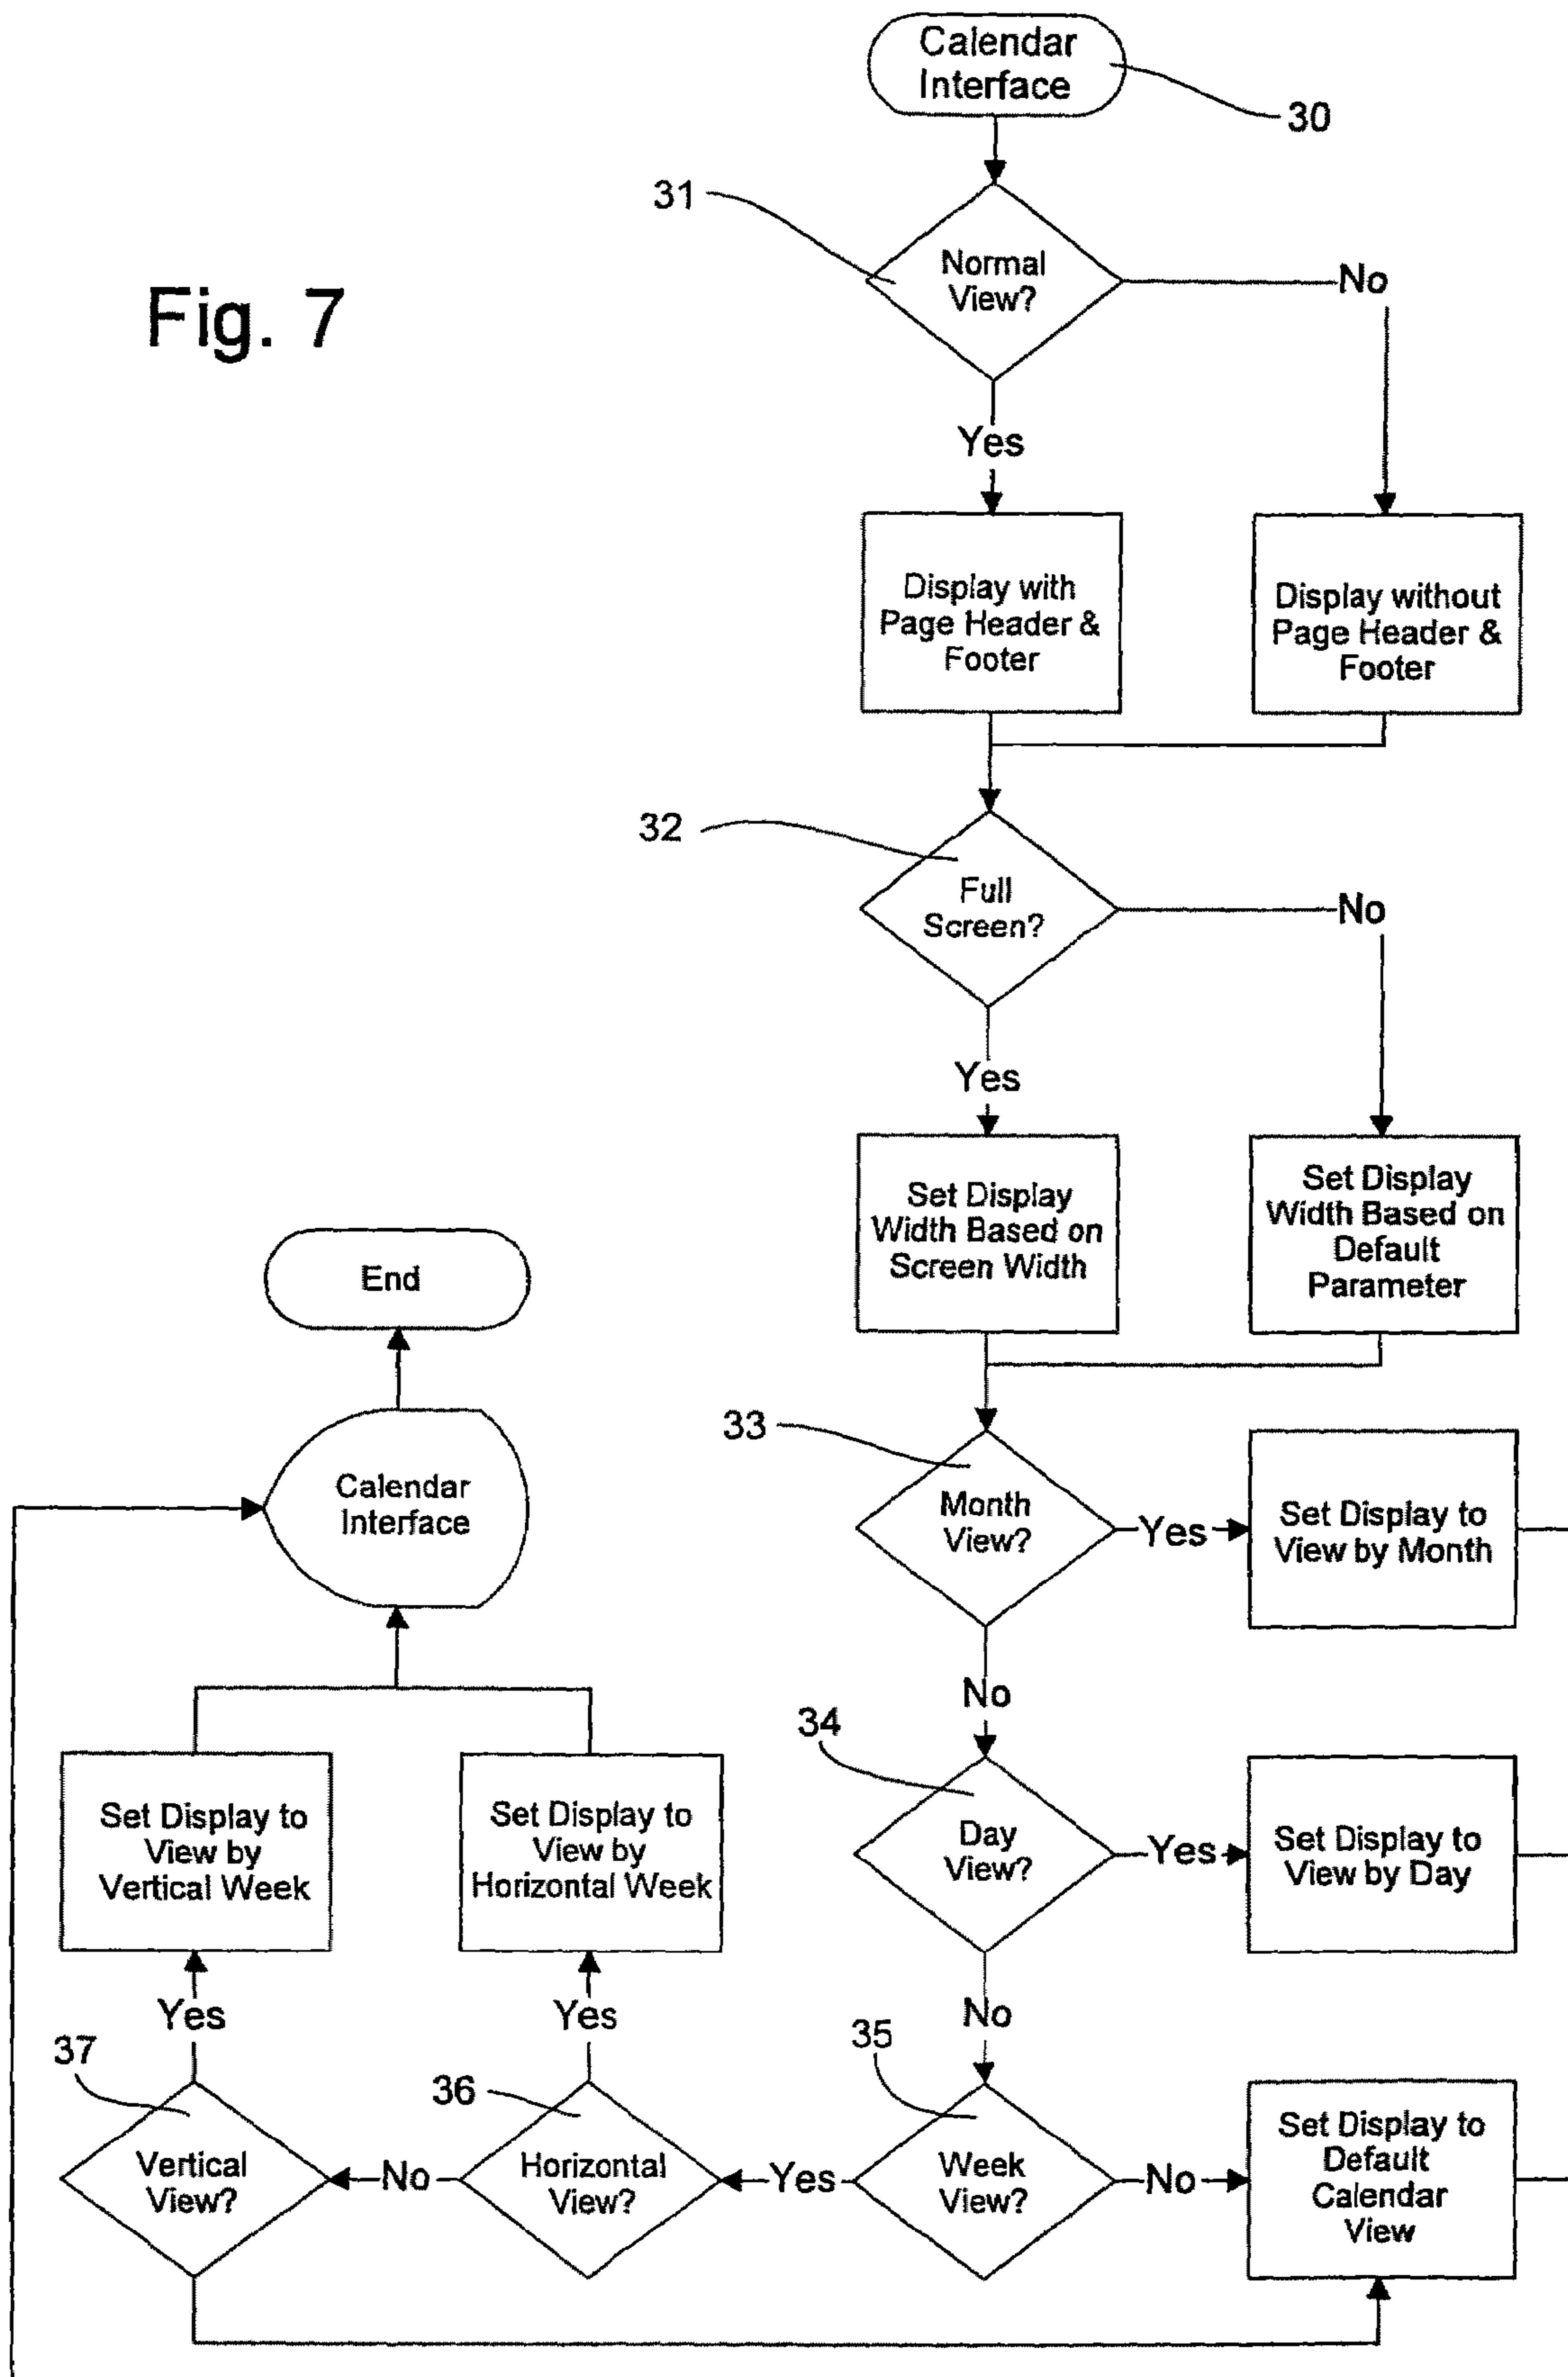 Fig. 7
Calendar
Interface
30
31
Normal
View?
No
Yes
Display with
Page Header &
Footer
Display without
Page Header &
Footer
32
Full
Screen?
No
Yes
Set Display
Width Based on
Screen Width
Set Display
Width Based on
Default
Parameter
End
Calendar
Interface
33
Month
View?
Yes
Set Display to
View by Month
No
34
Day
View?
Yes
Set Display to
View by Day
No
35
Week
View?
No
Set Display to
Default
Calendar
View
Yes
36
Horizontal
View?
Yes
Set Display to
View by
Horizontal Week
No
37
Vertical
View?
Yes
Set Display to
View by
Vertical Week